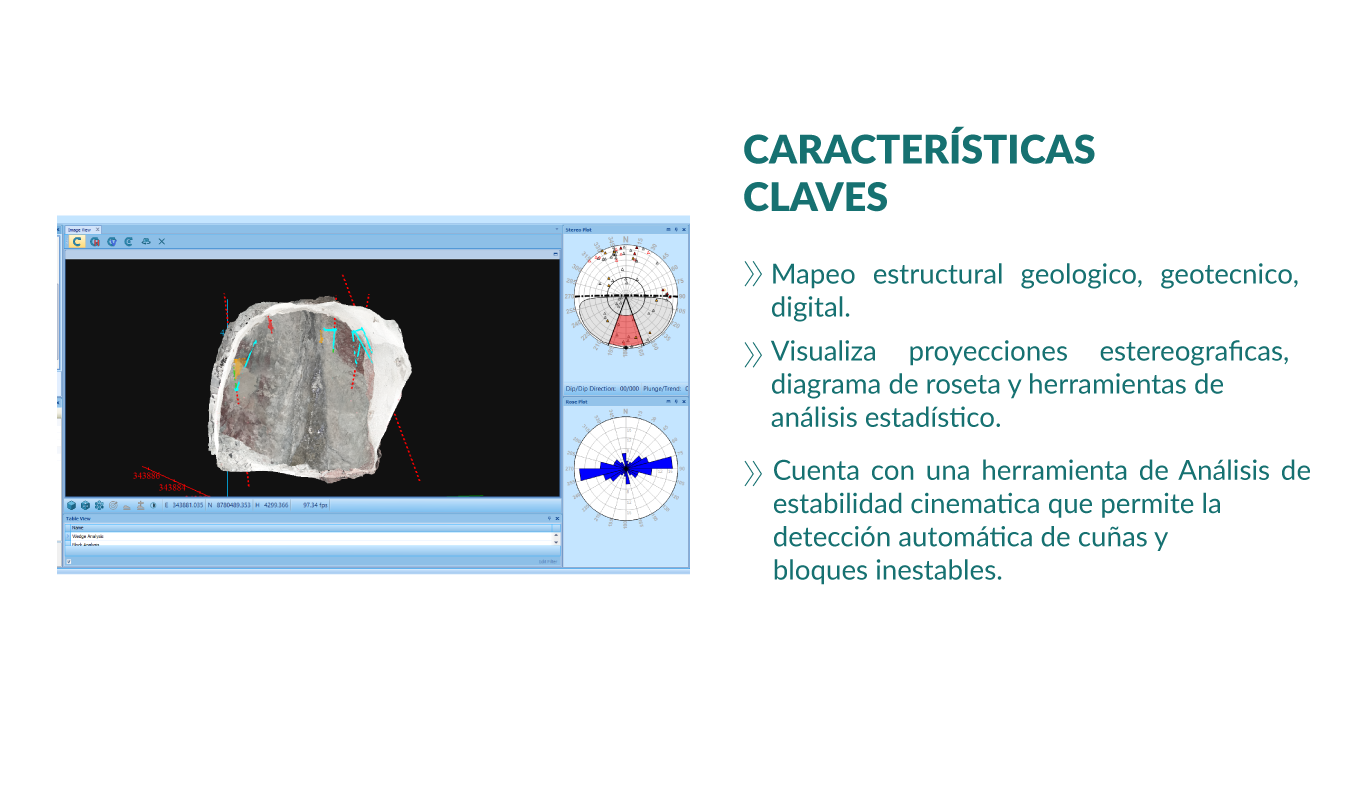 CARACTERÍSTICAS
CLAVES
Mapeo estructural geologico, geotecnico,
digital.
Visualiza proyecciones estereograficas,
diagrama de roseta y herramientas de
análisis estadístico.
Cuenta con una herramienta de Análisis de
estabilidad cinematica que permite la
detección automática de cuñas y
bloques inestables.
Image View
Stereo Plot
N
Dip/Dip Direction: 00/000 Plunge/Trend: 0
Rose Plot
N
343886
343884
E 343881.035 N 8780489.353 H 4299.366 97.34 fps
Table View
Name
Wedge Analysis
Block Analysis